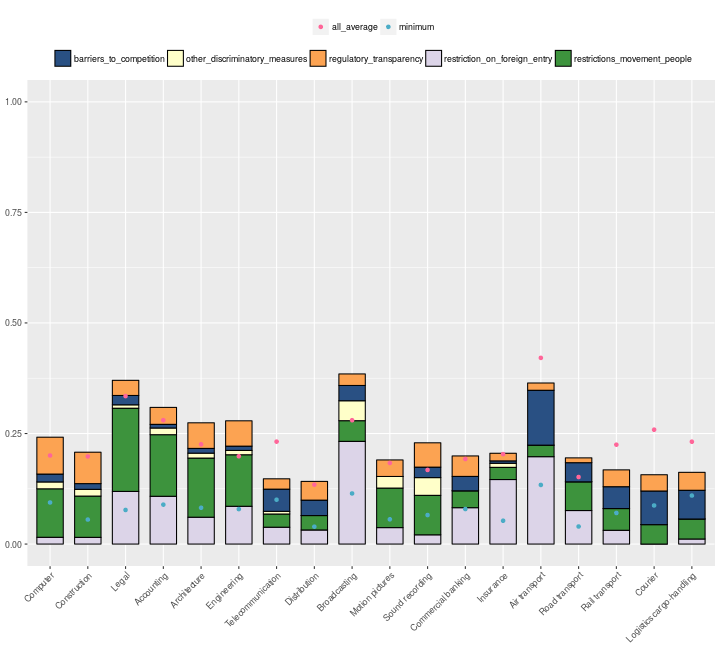 all_average minimum
barriers_to_competition other_discriminatory_measures regulatory_transparency restriction_on_foreign_entry restrictions_movement_people
1.00
0.75
0.50
0.25
0.00
Computer
Construction
Legal
Accounting
Architecture
Engineering
Telecommunication
Distribution
Broadcasting
Motion pictures
Sound recording
Commercial banking
Insurance
Air transport
Road transport
Rail transport
Courier
Logistics cargo-handling